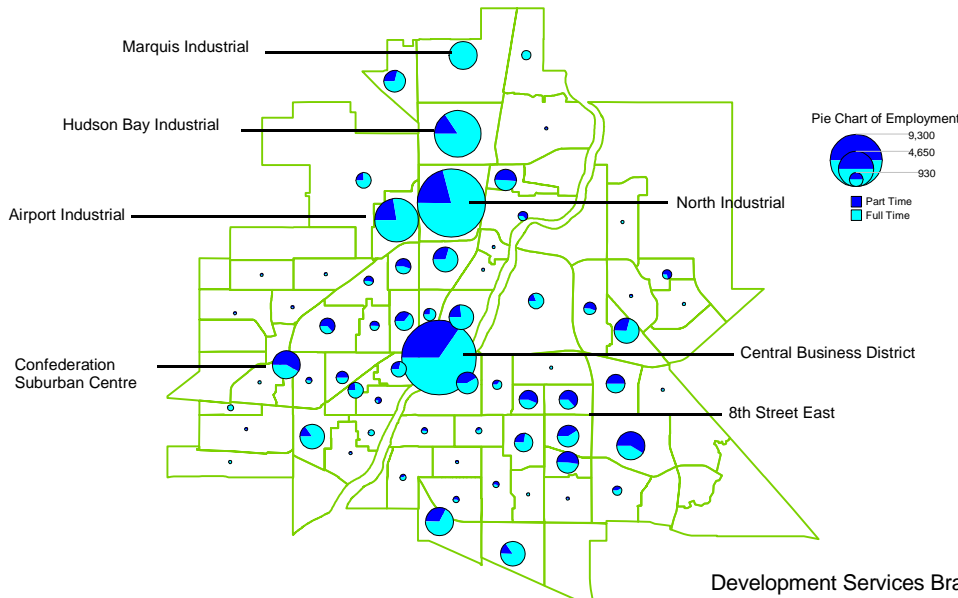 Marquis Industrial
Hudson Bay Industrial
Airport Industrial
North Industrial
Confederation
Suburban Centre
Central Business District
8th Street East
Pie Chart of Employment
9,300
4,650
930
Part Time
Full Time
Development Services Bra